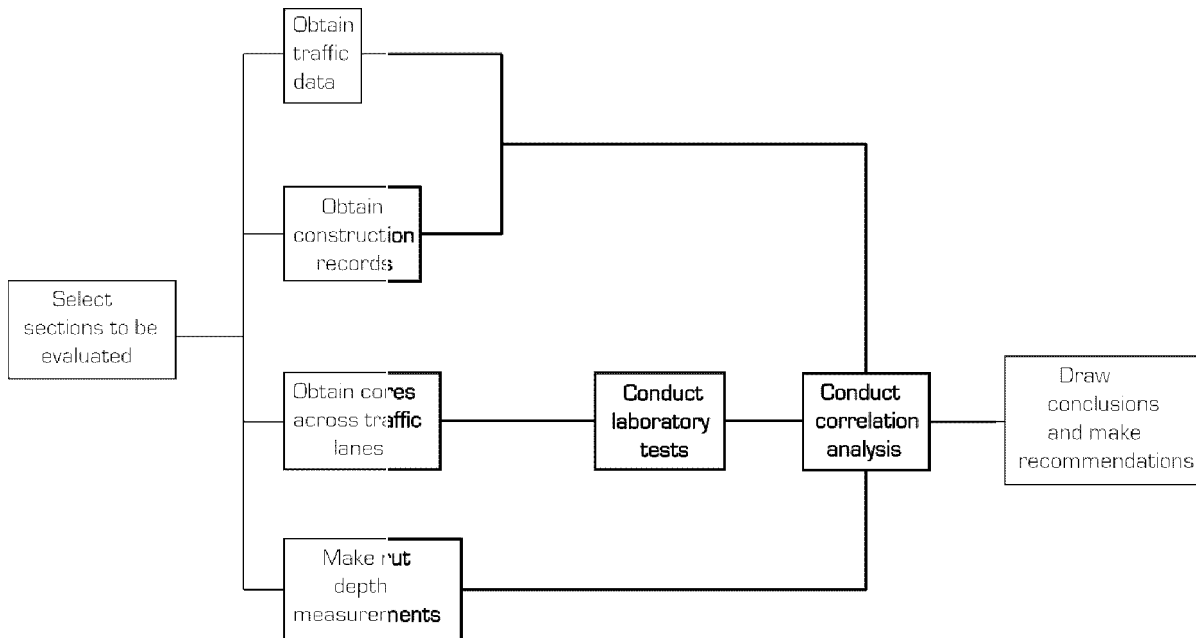 Obtain
traffic
data
Obtain
construction
records
Select
sections to be
evaluated
Obtain cores
across traffic
lanes
Conduct
laboratory
tests
Conduct
correlation
analysis
Draw
conclusions
and make
recommendations
Make rut
depth
measurements